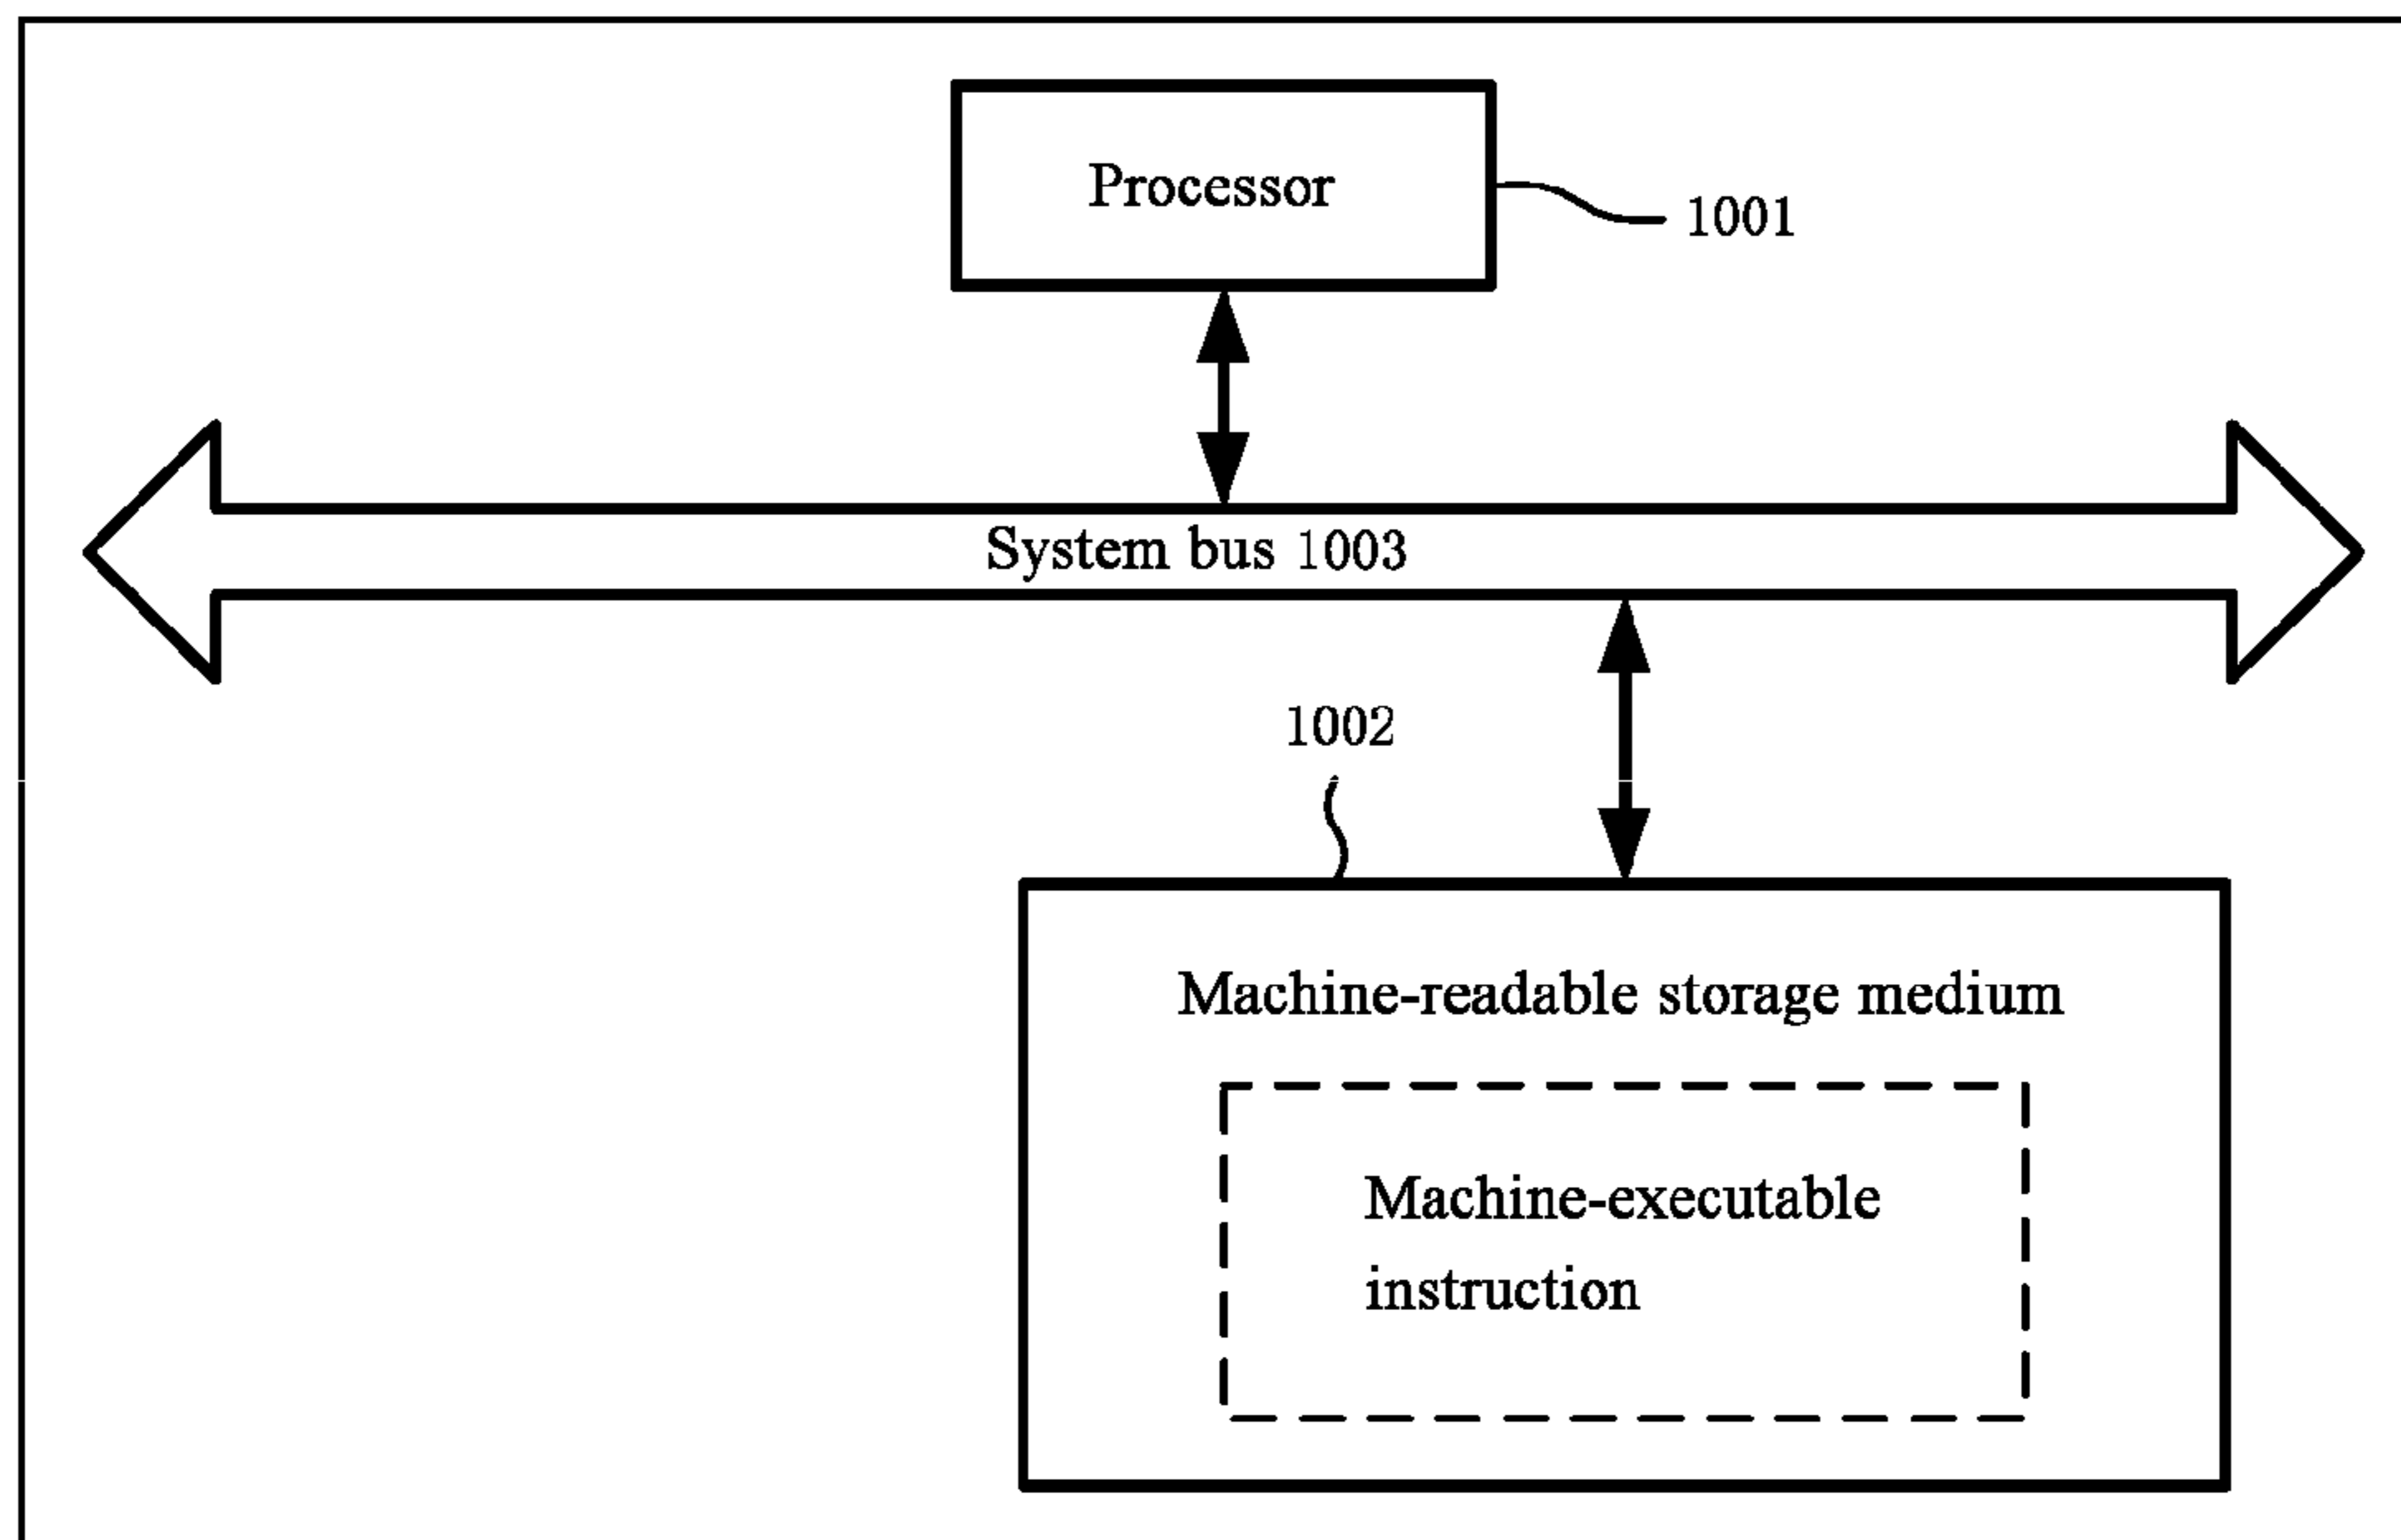 Processor
1001
System bus 1003
1002
Machine-readable storage medium
Machine-executable
instruction